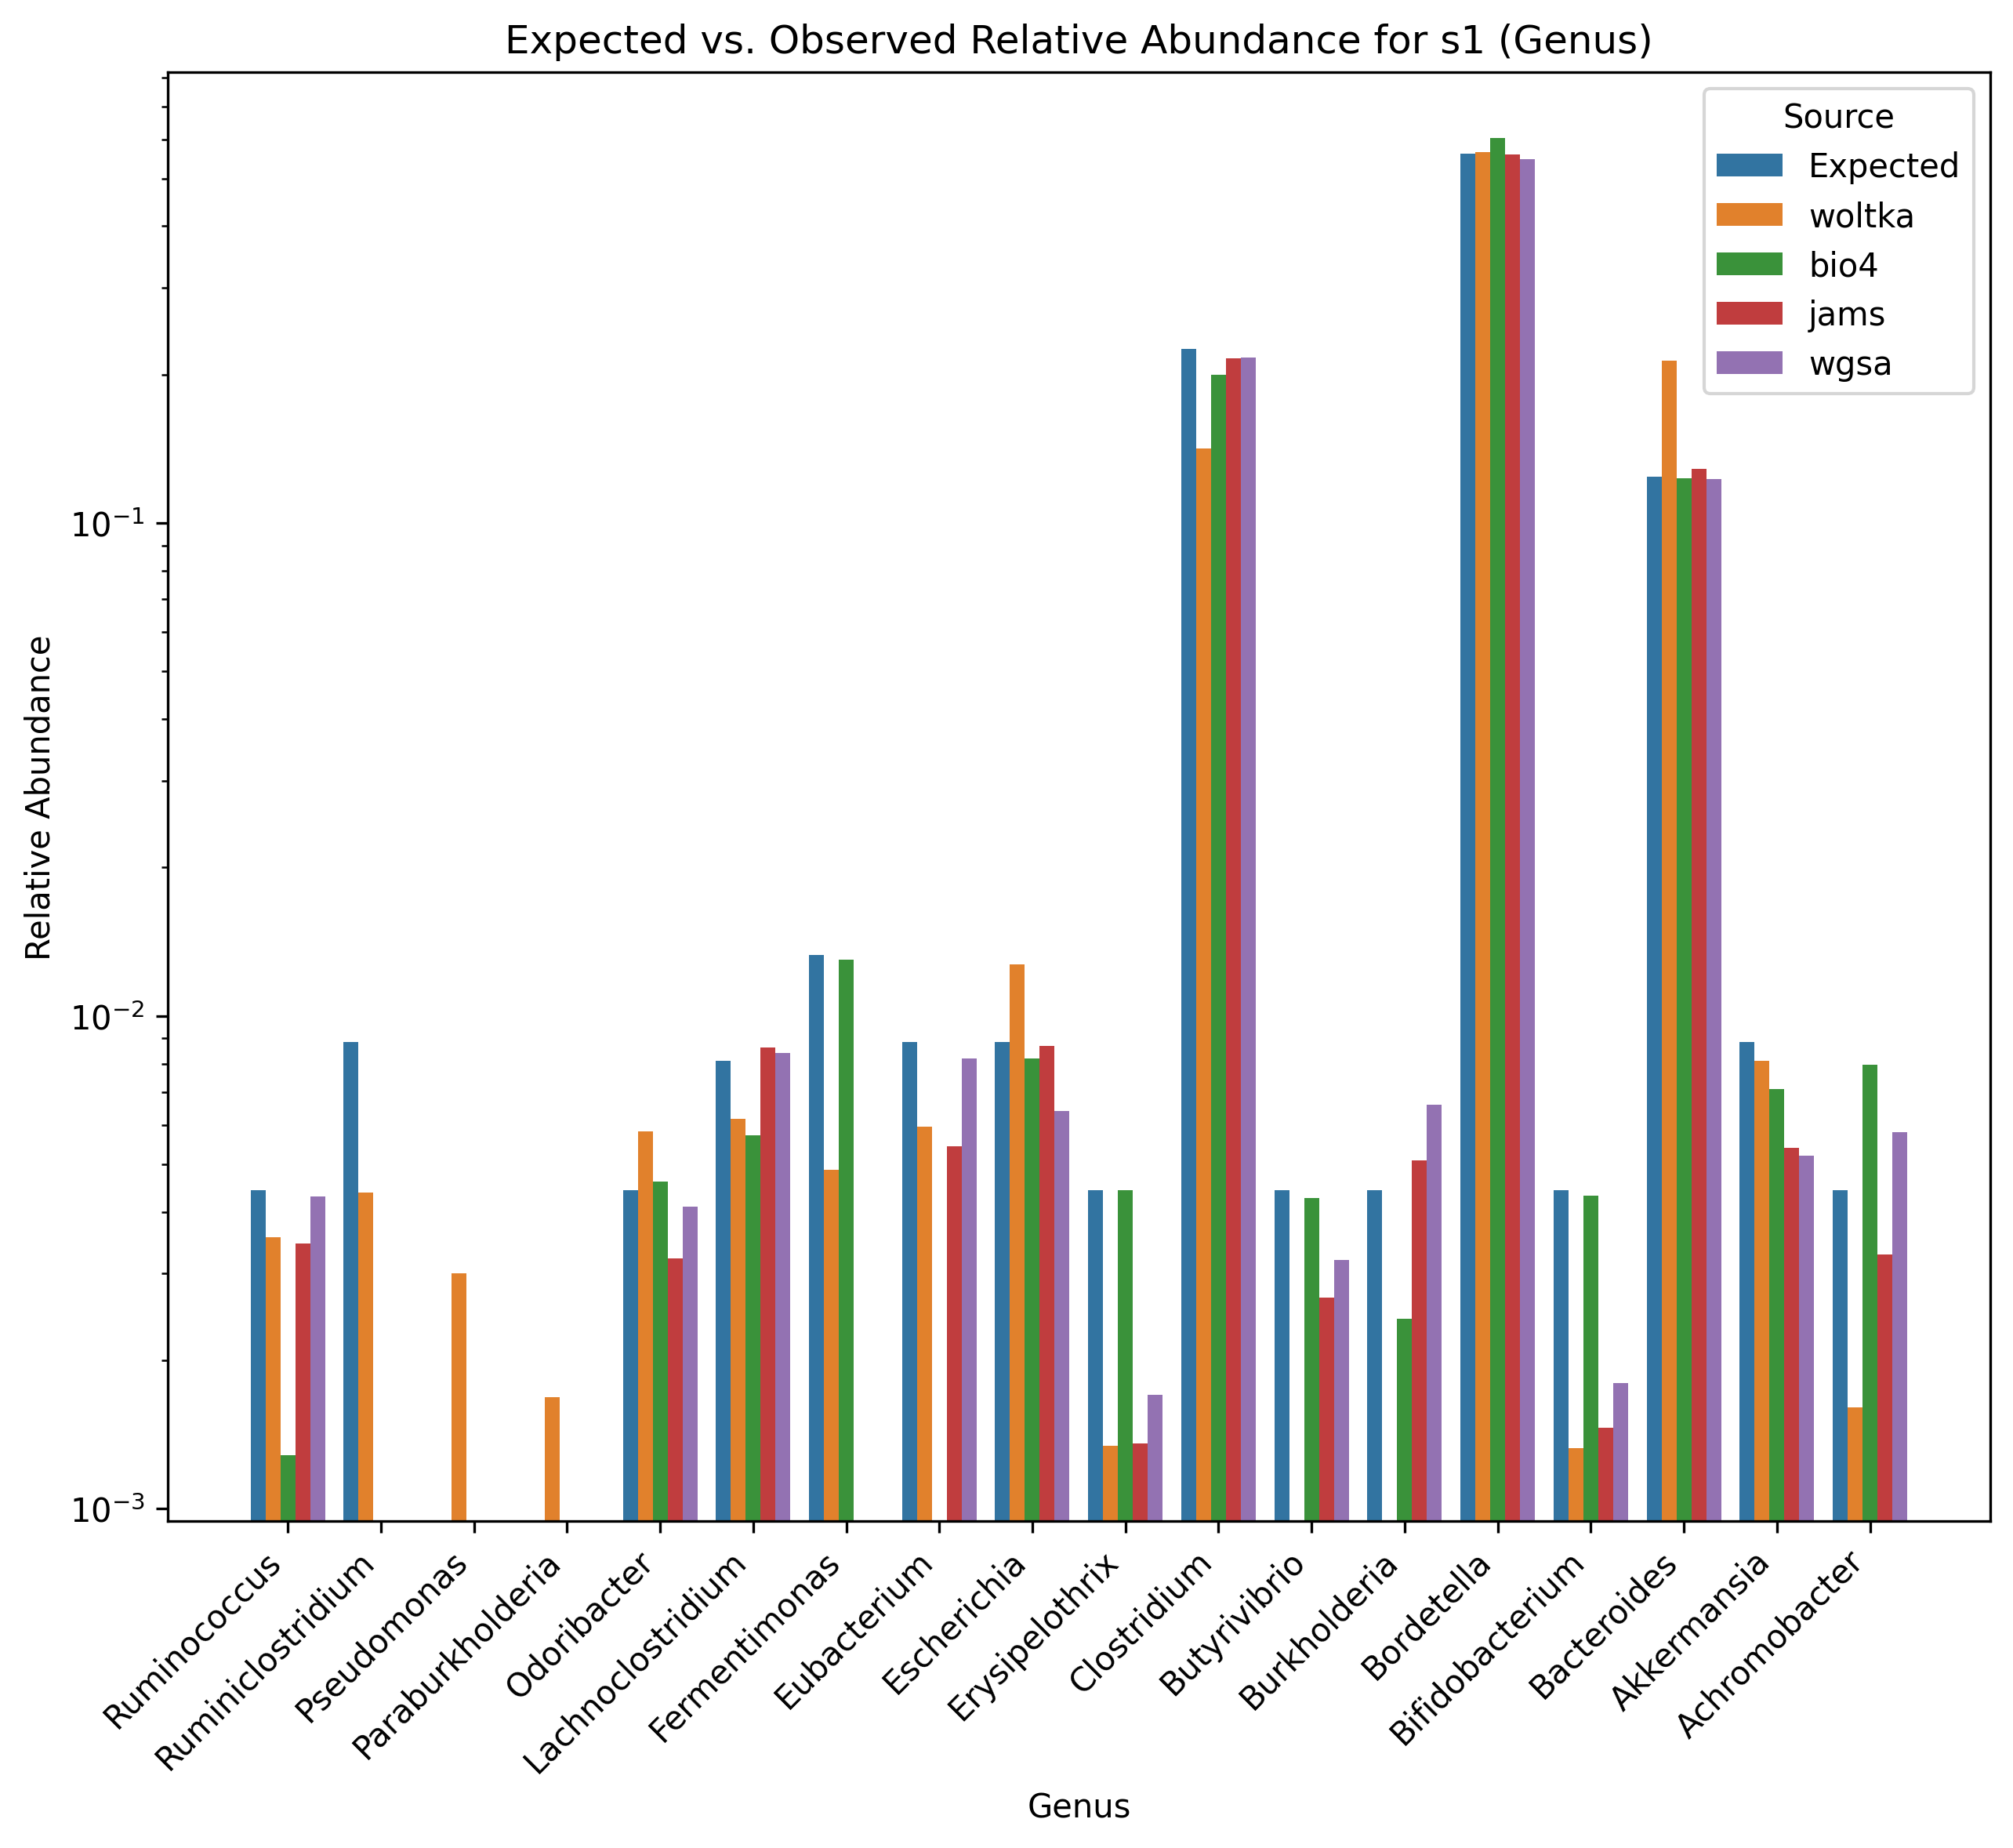 Expected vs. Observed Relative Abundance for s1 (Genus)
Source
Expected
woltka
bio4
jams
wgsa
Relative Abundance
10⁻¹
10⁻²
10⁻³
Ruminococcus
Ruminiclostridium
Pseudomonas
Paraburkholderia
Odoribacter
Lachnoclostridium
Fermentimonas
Eubacterium
Escherichia
Erysipelothrix
Clostridium
Butyrivibrio
Burkholderia
Bordetella
Bifidobacterium
Bacteroides
Akkermansia
Achromobacter
Genus